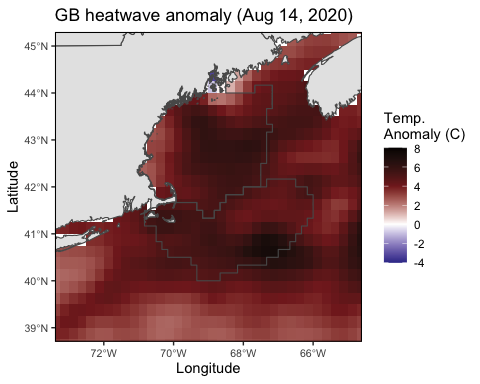 GB heatwave anomaly (Aug 14, 2020)
45°N
44°N
43°N
42°N
41°N
40°N
39°N
Latitude
72°W 70°W 68°W 66°W
Longitude
Temp.
Anomaly (C)
8
6
4
2
0
-2
-4